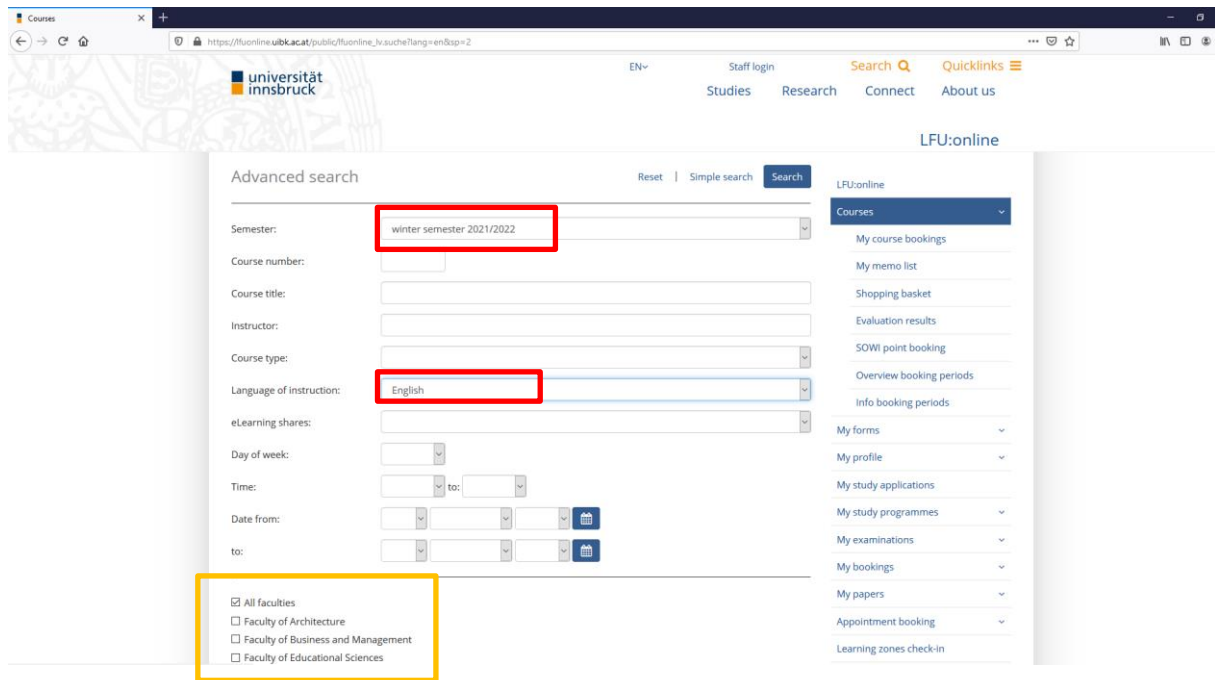 Courses
https://lfuonline.uibk.ac.at/public/lfuonline_lv.suche?lang=en&sp=2
universität
innsbruck
EN
Staff login
Search
Quicklinks
Studies
Research
Connect
About us
LFU:online
Advanced search
Reset | Simple search Search
Semester: winter semester 2021/2022
Course number:
Course title:
Instructor:
Course type:
Language of instruction: English
eLearning shares:
Day of week:
Time: to:
Date from:
to:
All faculties
Faculty of Architecture
Faculty of Business and Management
Faculty of Educational Sciences
LFU:online
Courses
My course bookings
My memo list
Shopping basket
Evaluation results
SOWI point booking
Overview booking periods
Info booking periods
My forms
My profile
My study applications
My study programmes
My examinations
My bookings
My papers
Appointment booking
Learning zones check-in